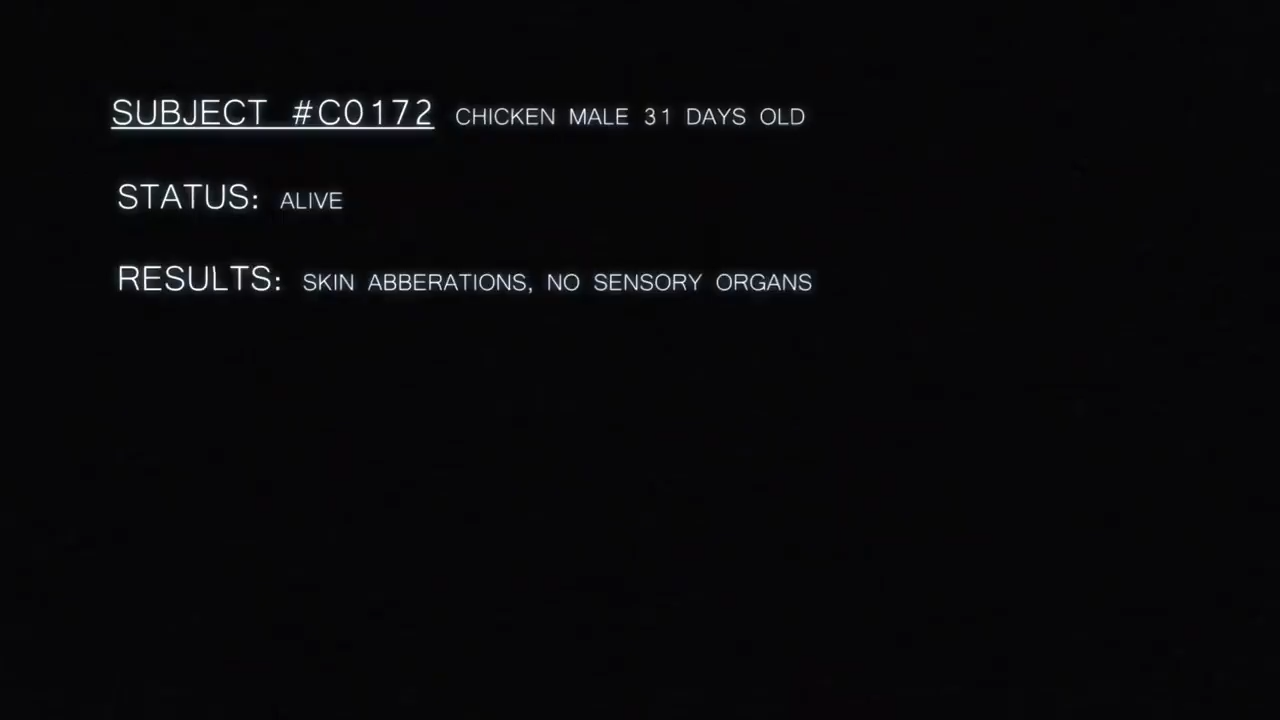 SUBJECT #C0172 CHICKEN MALE 31 DAYS OLD
STATUS: ALIVE
RESULTS: SKIN ABBERATIONS, NO SENSORY ORGANS